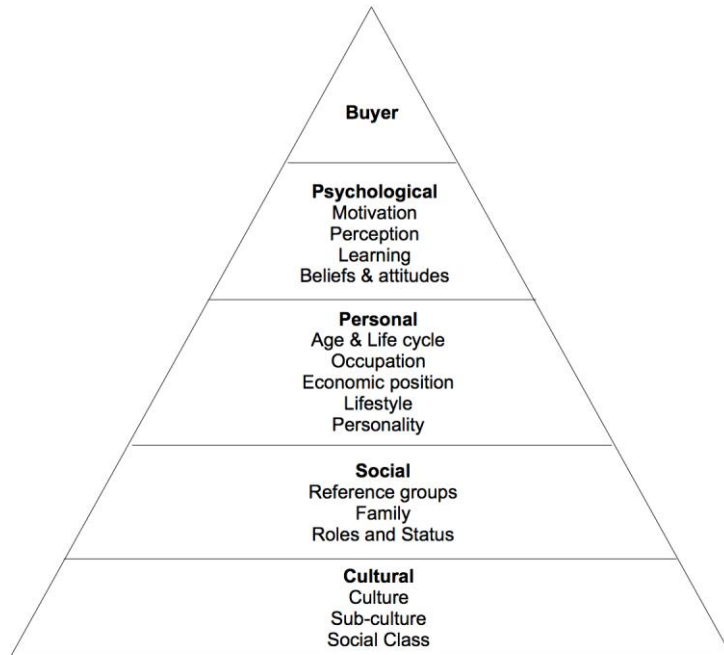 Buyer
Psychological
Motivation
Perception
Learning
Beliefs & attitudes
Personal
Age & Life cycle
Occupation
Economic position
Lifestyle
Personality
Social
Reference groups
Family
Roles and Status
Cultural
Culture
Sub-culture
Social Class